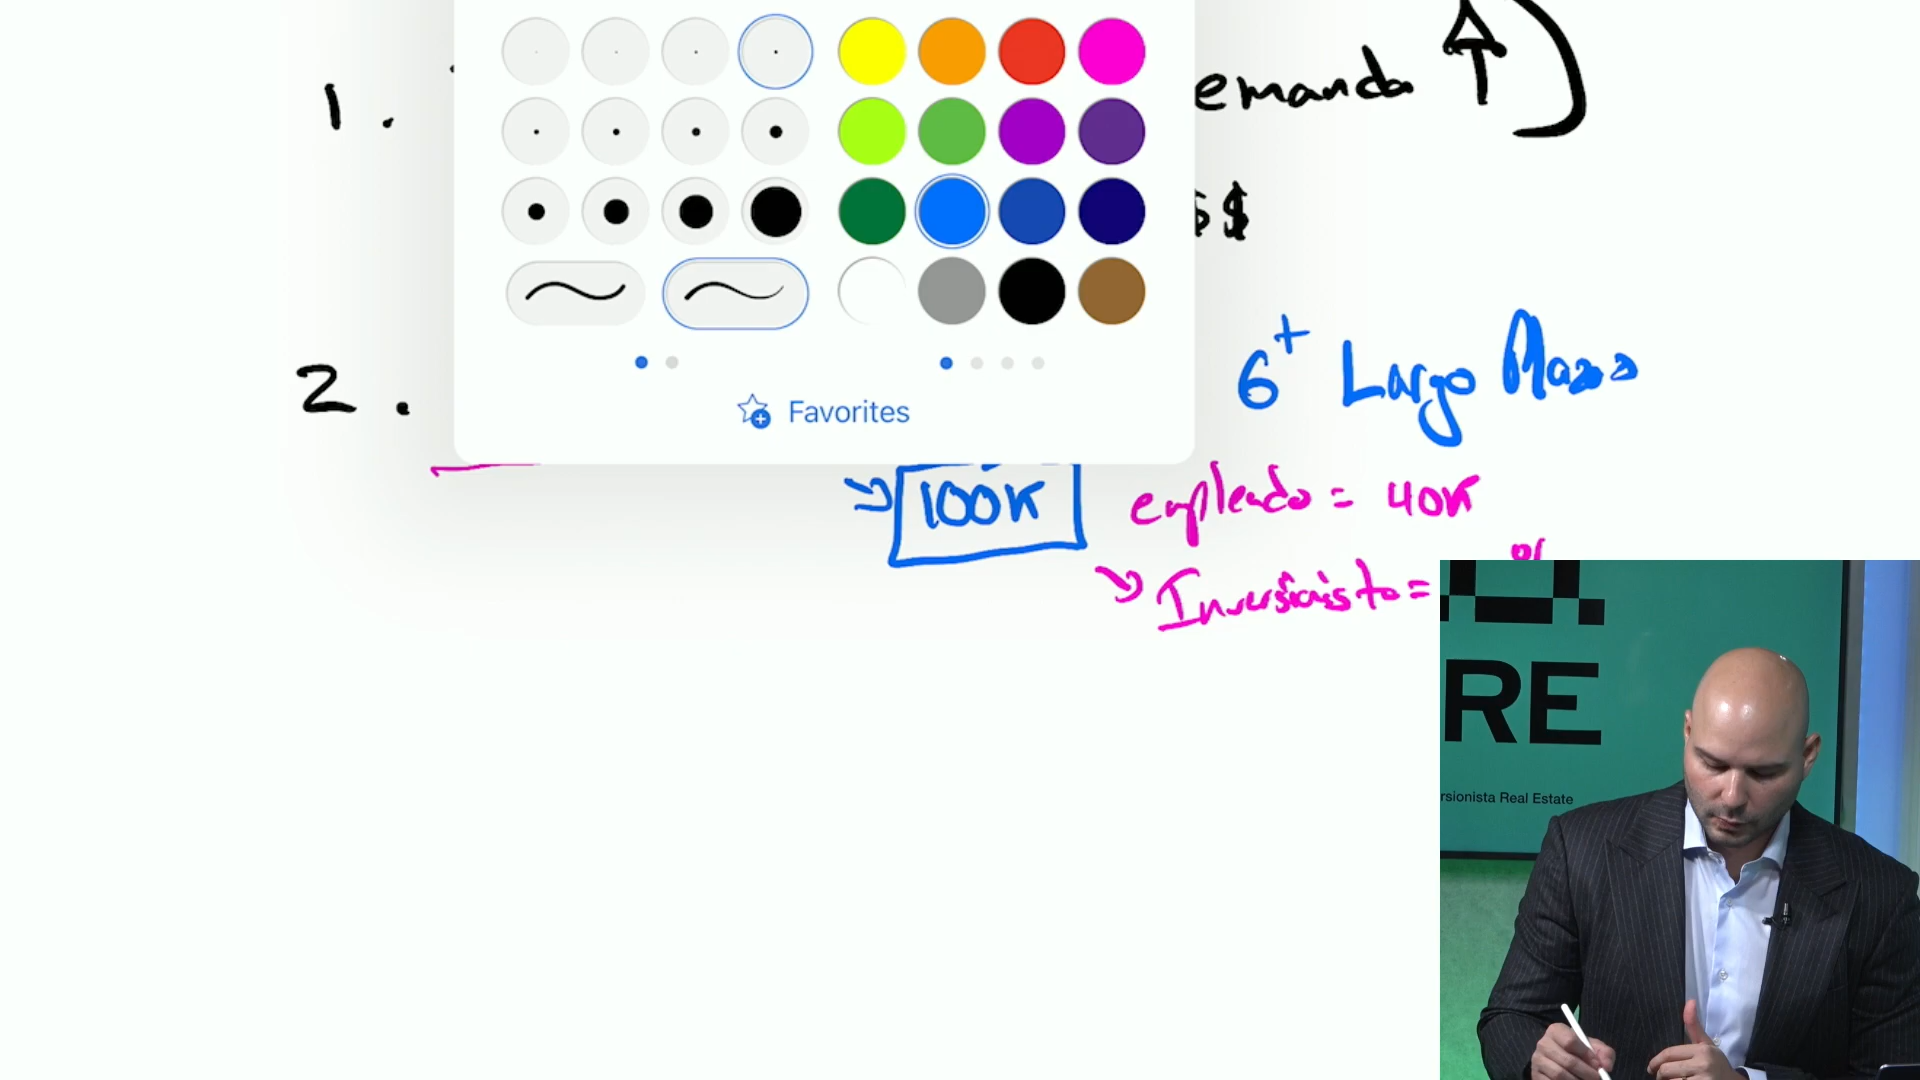 1.
emanda ↑)
$$
2.
6+ Largo Plazo
Favorites
100K
empleado = 40K
Inversionista =
RE
rsionista Real Estate